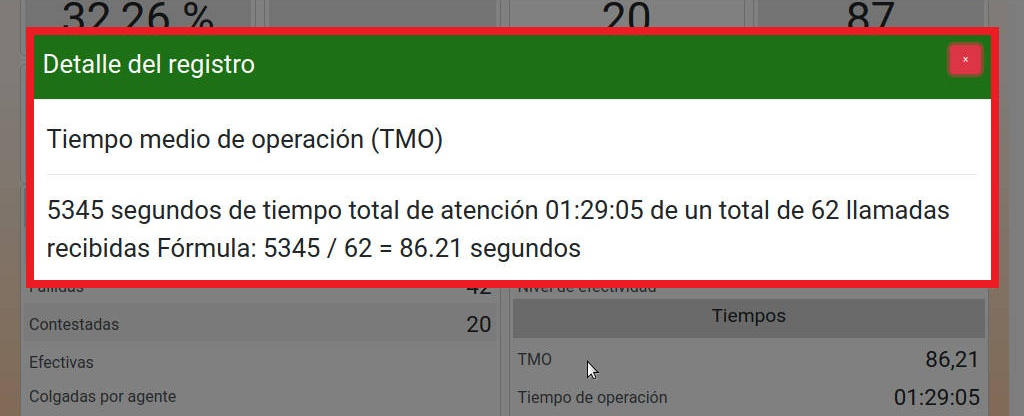 32,26 %
20
87
Detalle del registro
×
Tiempo medio de operación (TMO)
5345 segundos de tiempo total de atención 01:29:05 de un total de 62 llamadas
recibidas Fórmula: 5345 / 62 = 86.21 segundos
Fallidas 42
Nivel de efectividad
Contestadas 20
Tiempos
Efectivas
TMO 86,21
Colgadas por agente
Tiempo de operación 01:29:05